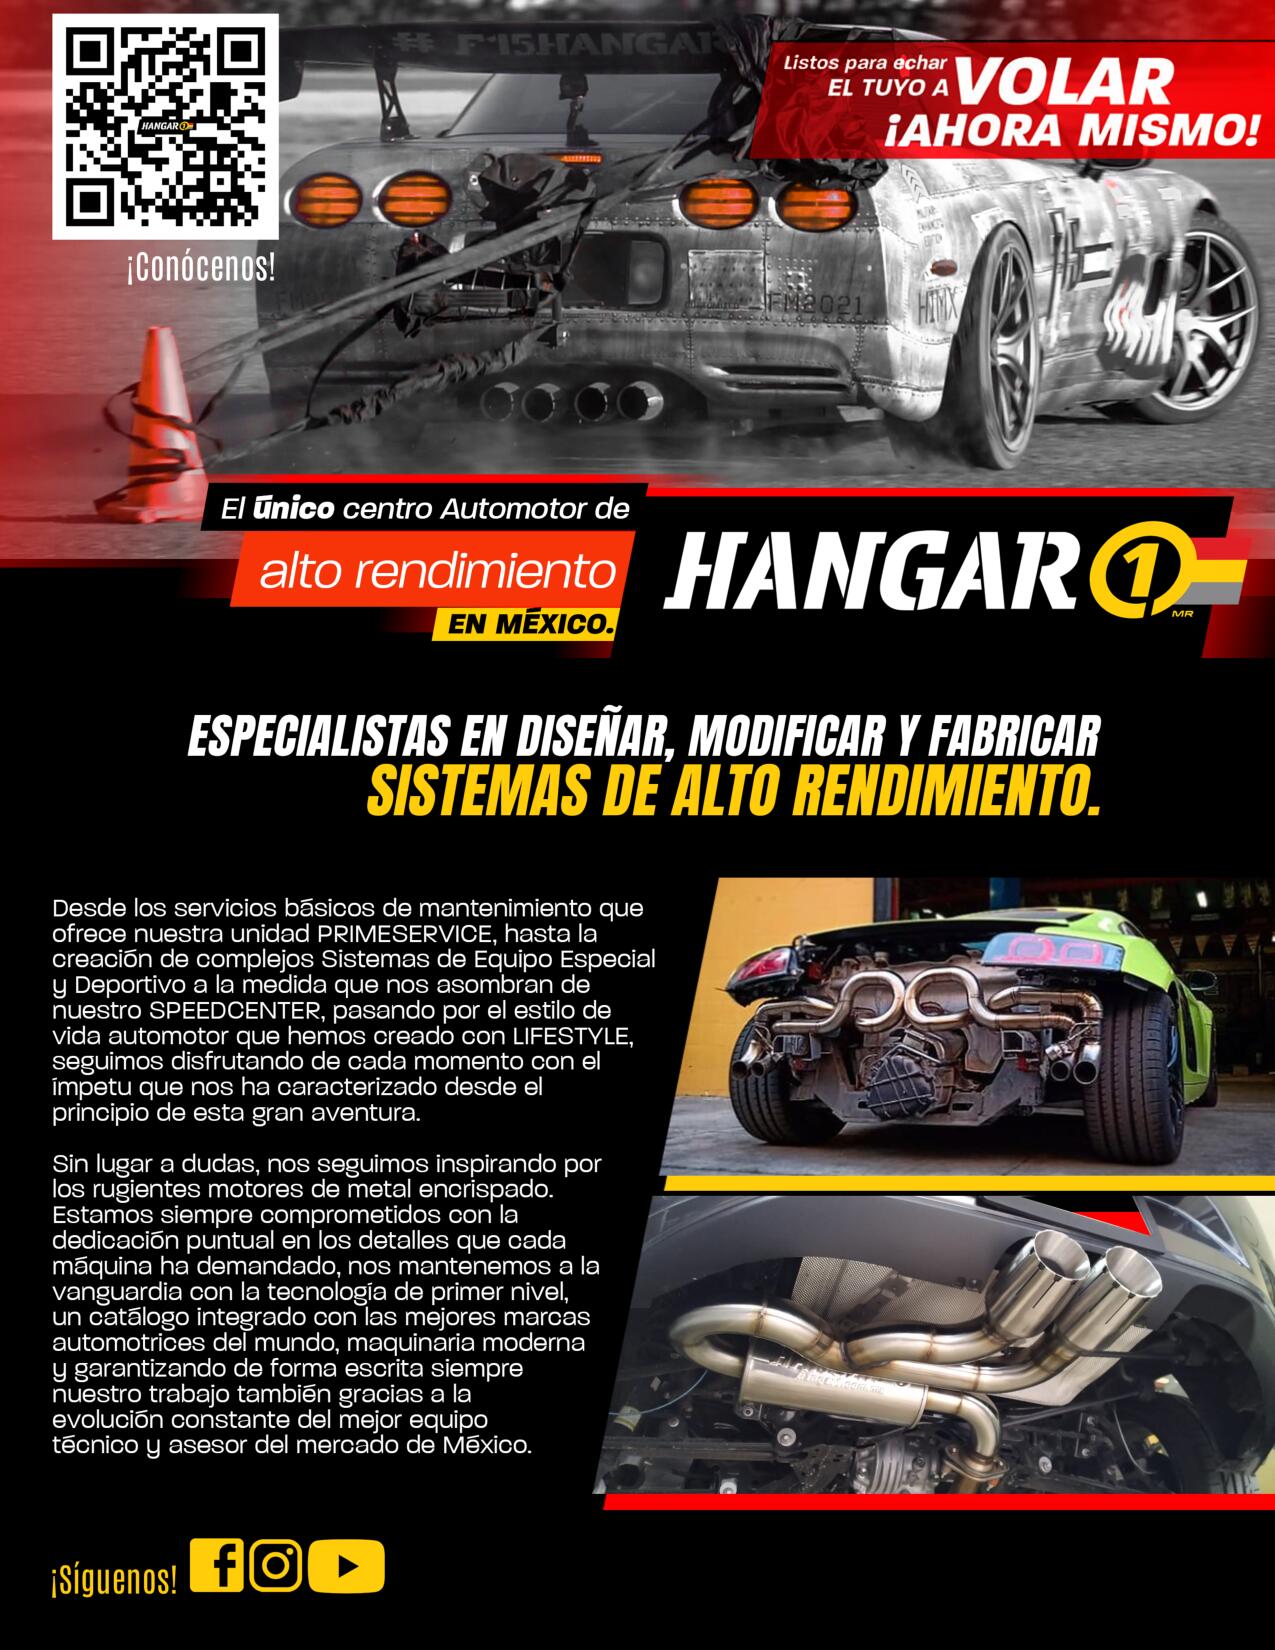 # F15HANGAR
Listos para echar
EL TUYO A VOLAR
¡AHORA MISMO!
HANGAR 1
¡Conócenos!
MILITAR
ENHANCE
EDITION
FM2021
HTMX
El único centro Automotor de
alto rendimiento
EN MÉXICO.
HANGAR 1
MR
ESPECIALISTAS EN DISEÑAR, MODIFICAR Y FABRICAR
SISTEMAS DE ALTO RENDIMIENTO.
Desde los servicios básicos de mantenimiento que
ofrece nuestra unidad PRIMESERVICE, hasta la
creación de complejos Sistemas de Equipo Especial
y Deportivo a la medida que nos asombran de
nuestro SPEEDCENTER, pasando por el estilo de
vida automotor que hemos creado con LIFESTYLE,
seguimos disfrutando de cada momento con el
ímpetu que nos ha caracterizado desde el
principio de esta gran aventura.
Sin lugar a dudas, nos seguimos inspirando por
los rugientes motores de metal encrispado.
Estamos siempre comprometidos con la
dedicación puntual en los detalles que cada
máquina ha demandado, nos mantenemos a la
vanguardia con la tecnología de primer nivel,
un catálogo integrado con las mejores marcas
automotrices del mundo, maquinaria moderna
y garantizando de forma escrita siempre
nuestro trabajo también gracias a la
evolución constante del mejor equipo
técnico y asesor del mercado de México.
¡Síguenos!